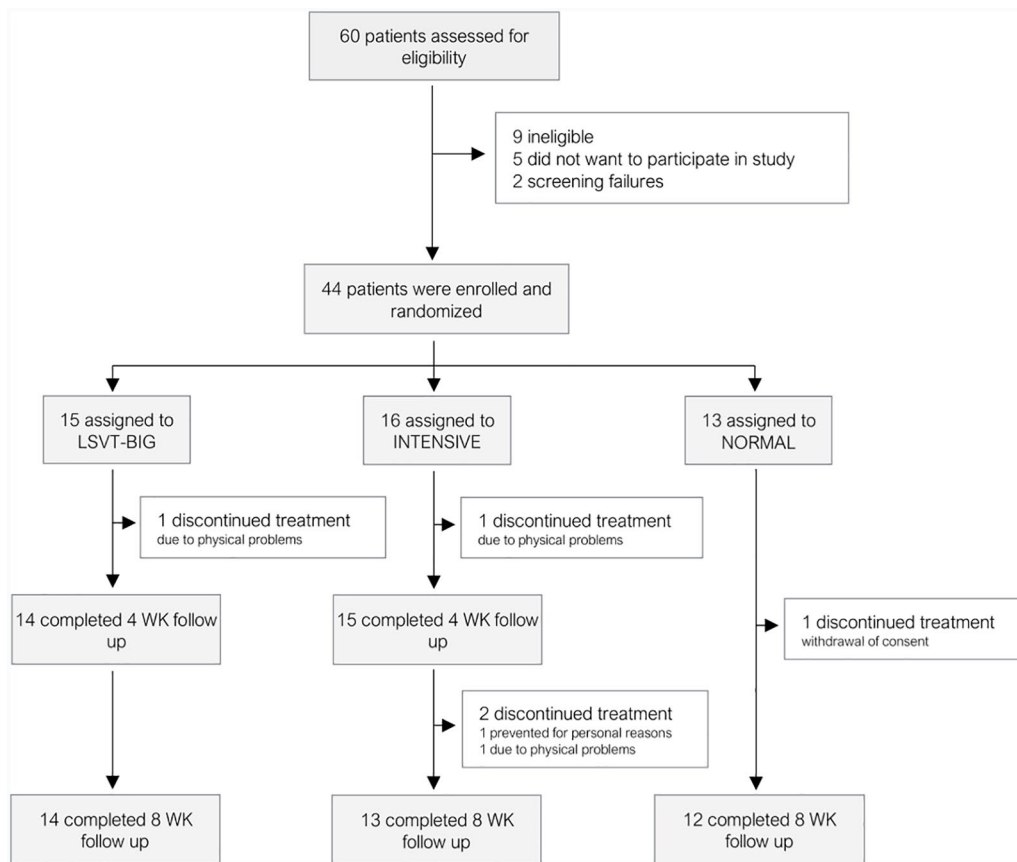 60 patients assessed for
eligibility
9 ineligible
5 did not want to participate in study
2 screening failures
44 patients were enrolled and
randomized
15 assigned to
LSVT-BIG
16 assigned to
INTENSIVE
13 assigned to
NORMAL
1 discontinued treatment
due to physical problems
1 discontinued treatment
due to physical problems
14 completed 4 WK follow
up
15 completed 4 WK follow
up
1 discontinued treatment
withdrawal of consent
2 discontinued treatment
1 prevented for personal reasons
1 due to physical problems
14 completed 8 WK
follow up
13 completed 8 WK
follow up
12 completed 8 WK
follow up